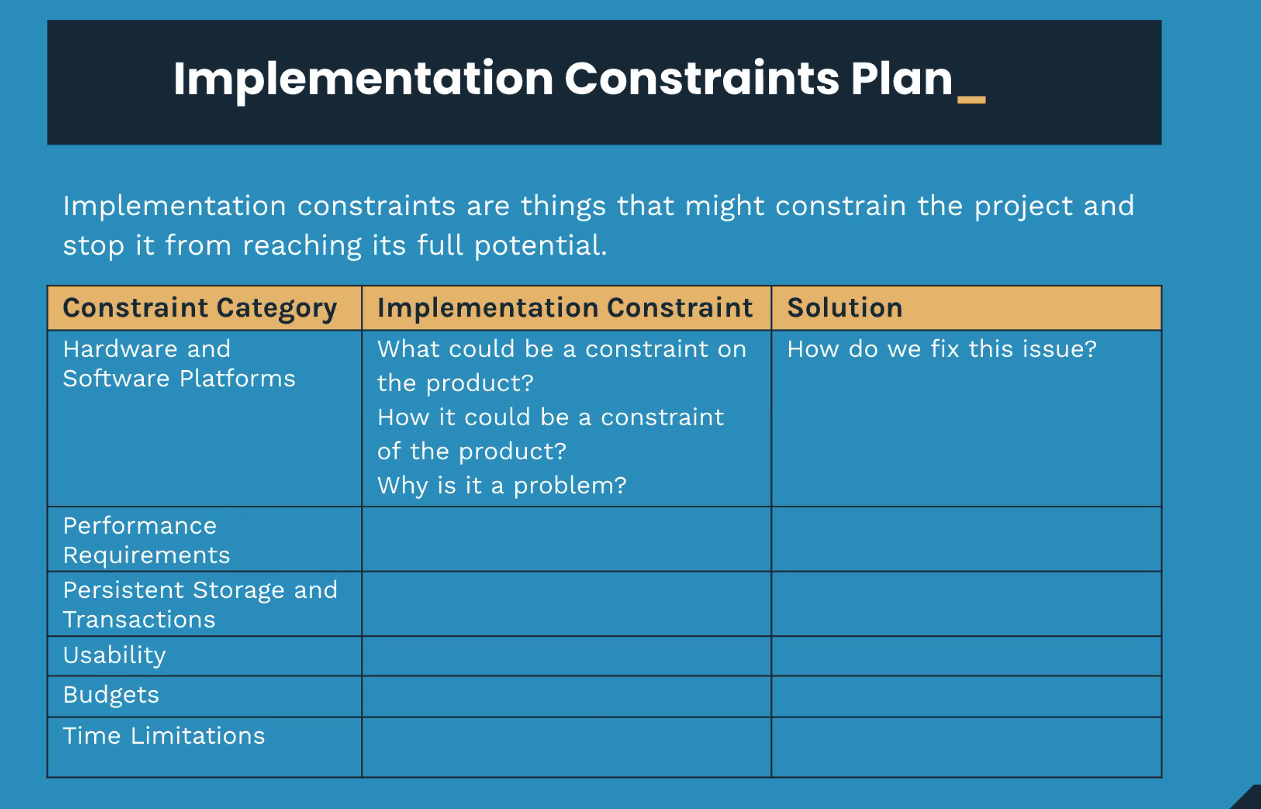 Implementation Constraints Plan_
Implementation constraints are things that might constrain the project and
stop it from reaching its full potential.
Constraint Category
Implementation Constraint
Solution
Hardware and
Software Platforms
What could be a constraint on
the product?
How it could be a constraint
of the product?
Why is it a problem?
How do we fix this issue?
Performance
Requirements
Persistent Storage and
Transactions
Usability
Budgets
Time Limitations